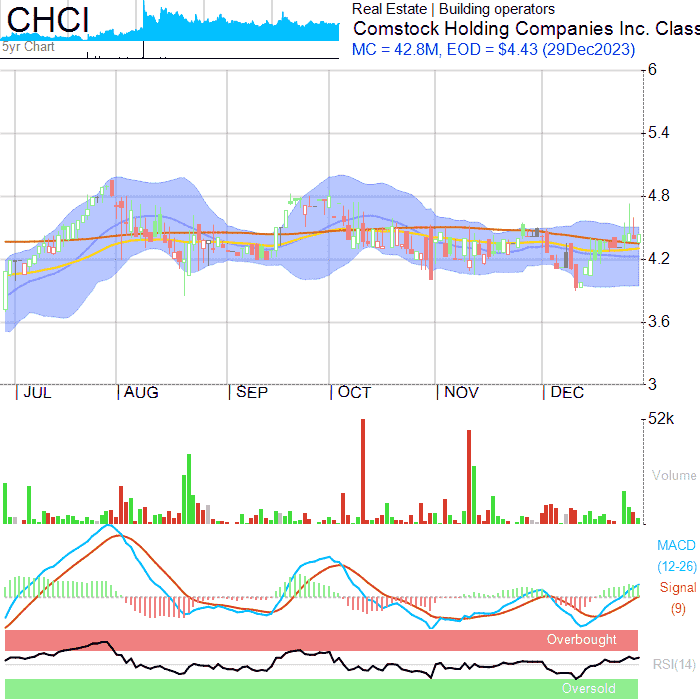 CHCI
5yr Chart
Real Estate | Building operators
Comstock Holding Companies Inc. Class
MC = 42.8M, EOD = $4.43 (29Dec2023)
6
5.4
4.8
4.2
3.6
3
JUL AUG SEP OCT NOV DEC
52k
Volume
MACD
(12-26)
Signal
(9)
Overbought
RSI(14)
Oversold